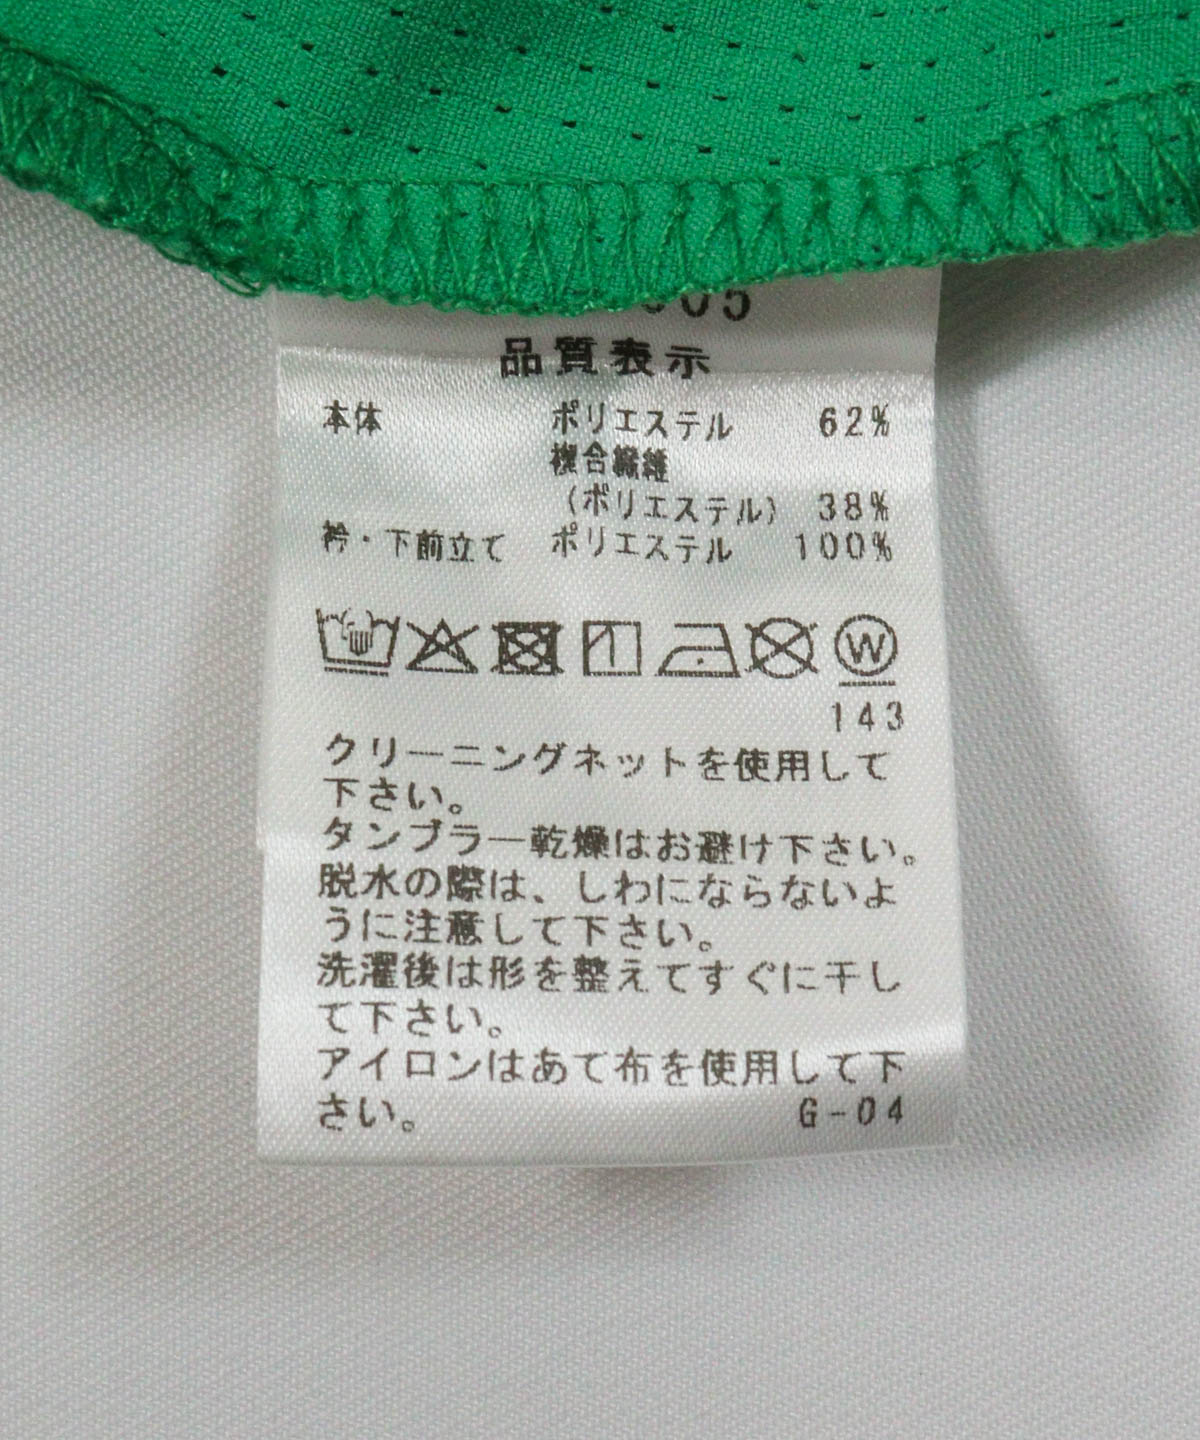 05
品質表示
本体 ポリエステル 62%
複合繊維
(ポリエステル) 38%
衿・下前立て ポリエステル 100%
W
143
クリーニングネットを使用して
下さい。
タンブラー乾燥はお避け下さい。
脱水の際は、しわにならないよ
うに注意して下さい。
洗濯後は形を整えてすぐに干し
て下さい。
アイロンはあて布を使用して下
さい。 G-04